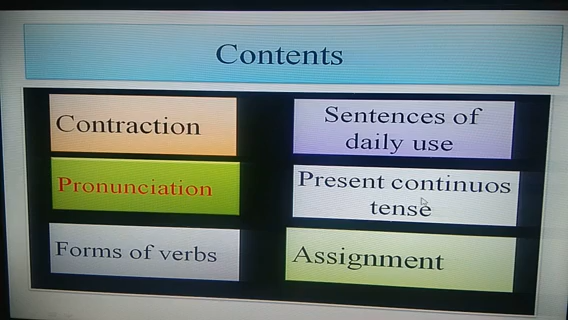 Contents
Contraction
Pronunciation
Forms of verbs
Sentences of
daily use
Present continuos
tense
Assignment